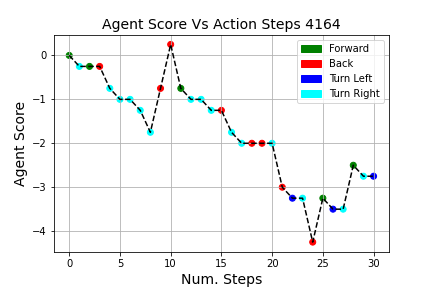 Agent Score Vs Action Steps 4164
Forward
Back
Turn Left
Turn Right
Agent Score
0
−1
−2
−3
−4
0 5 10 15 20 25 30
Num. Steps